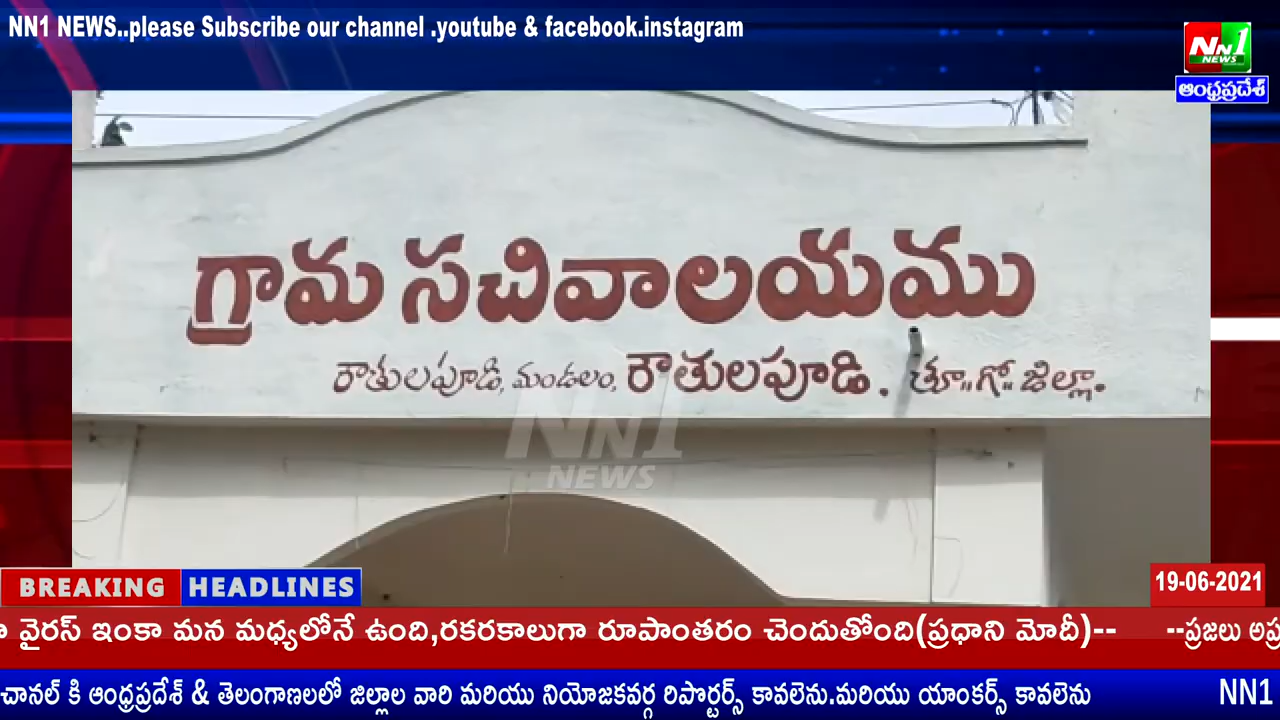 NN1 NEWS..please Subscribe our channel .youtube & facebook.instagram
NN1
NEWS
ఆంధ్రప్రదేశ్
గ్రామ సచివాలయము
రౌతులపూడి, మండలం, రౌతులపూడి. తూ॥గో॥ జిల్లా.
NN1
NEWS
BREAKING HEADLINES
19-06-2021
వైరస్ ఇంకా మన మధ్యలోనే ఉంది,రకరకాలుగా రూపాంతరం చెందుతోంది(ప్రధాని మోదీ)-- --ప్రజలు
చానల్ కి ఆంధ్రప్రదేశ్ & తెలంగాణలలో జిల్లాల వారి మరియు నియోజకవర్గ రిపొర్టర్స్ కావలెను.మరియు యాంకర్స్ కావలెను NN1